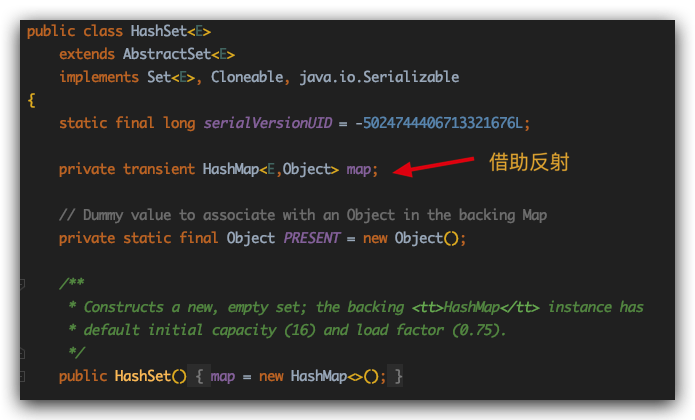 public class HashSet<E>
extends AbstractSet<E>
implements Set<E>, Cloneable, java.io.Serializable
{
static final long serialVersionUID = -5024744406713321676L;
private transient HashMap<E,Object> map;
借助反射
// Dummy value to associate with an Object in the backing Map
private static final Object PRESENT = new Object();
/**
* Constructs a new, empty set; the backing <tt>HashMap</tt> instance has
* default initial capacity (16) and load factor (0.75).
*/
public HashSet() { map = new HashMap<>(); }